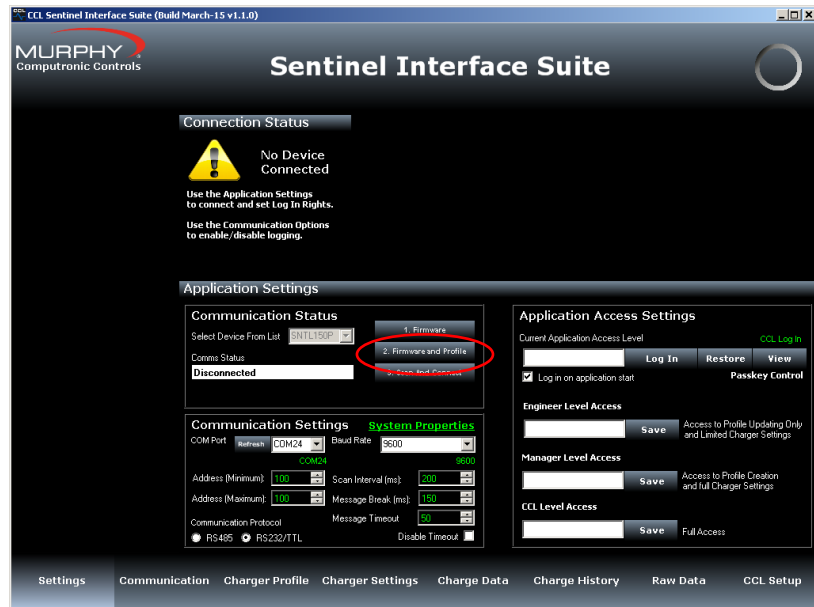 CCL Sentinel Interface Suite (Build March-15 v1.1.0)
MURPHY
Computronic Controls
Sentinel Interface Suite
Connection Status
No Device
Connected
Use the Application Settings
to connect and set Log In Rights.
Use the Communication Options
to enable/disable logging.
Application Settings
Communication Status
Select Device From List SNTL150P
1. Firmware
2. Firmware and Profile
3. Scan And Connect
Comms Status
Disconnected
Communication Settings System Properties
COM Port Refresh COM24 Baud Rate 9600
COM24 9600
Address (Minimum): 100 Scan Interval (ms): 200
Address (Maximum): 100 Message Break (ms): 150
Communication Protocol Message Timeout 50
RS485 RS232/TTL Disable Timeout
Application Access Settings
Current Application Access Level CCL Log In
Log In Restore View
Log in on application start Passkey Control
Engineer Level Access
Save Access to Profile Updating Only
and Limited Charger Settings
Manager Level Access
Save Access to Profile Creation
and full Charger Settings
CCL Level Access
Save Full Access
Settings Communication Charger Profile Charger Settings Charge Data Charge History Raw Data CCL Setup